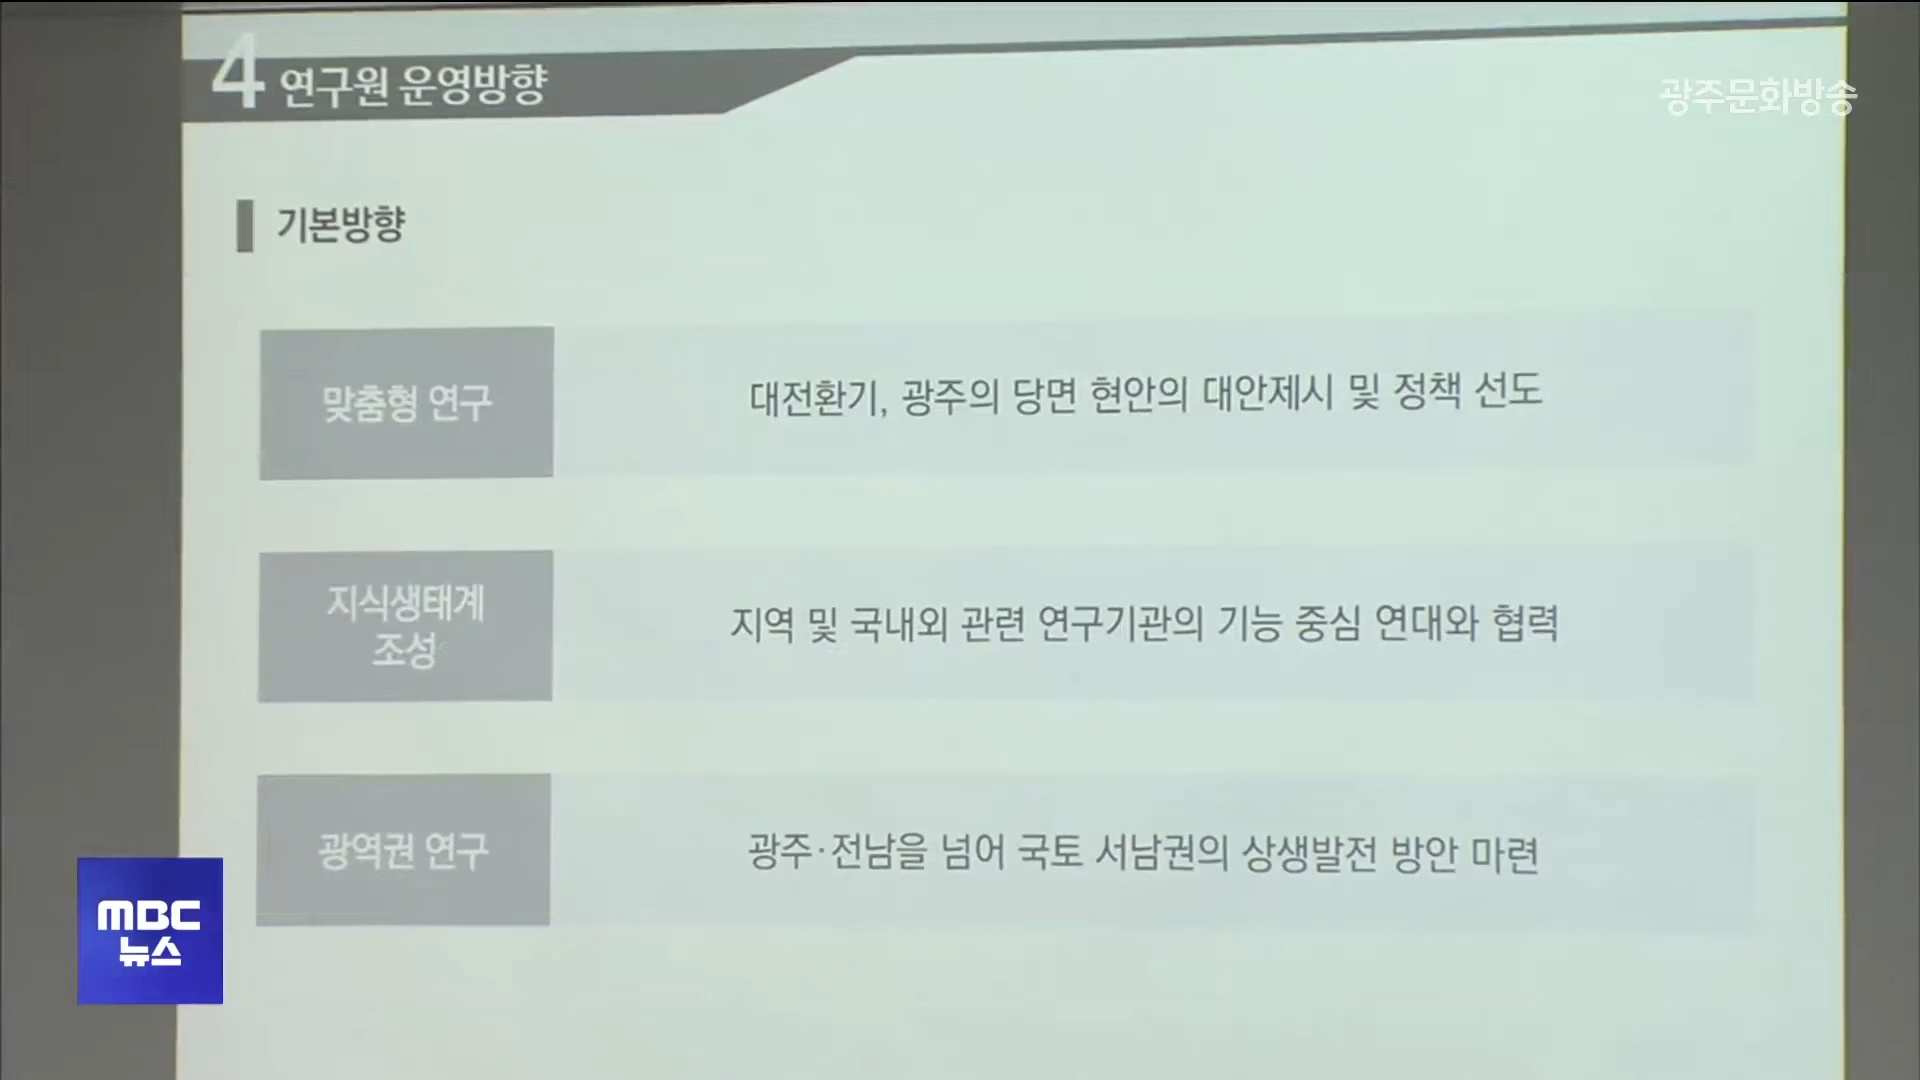 4 연구원 운영방향
광주문화방송
기본방향
맞춤형 연구
대전환기, 광주의 당면 현안의 대안제시 및 정책 선도
지식생태계
조성
지역 및 국내외 관련 연구기관의 기능 중심 연대와 협력
광역권 연구
광주·전남을 넘어 국토 서남권의 상생발전 방안 마련
MBC
뉴스